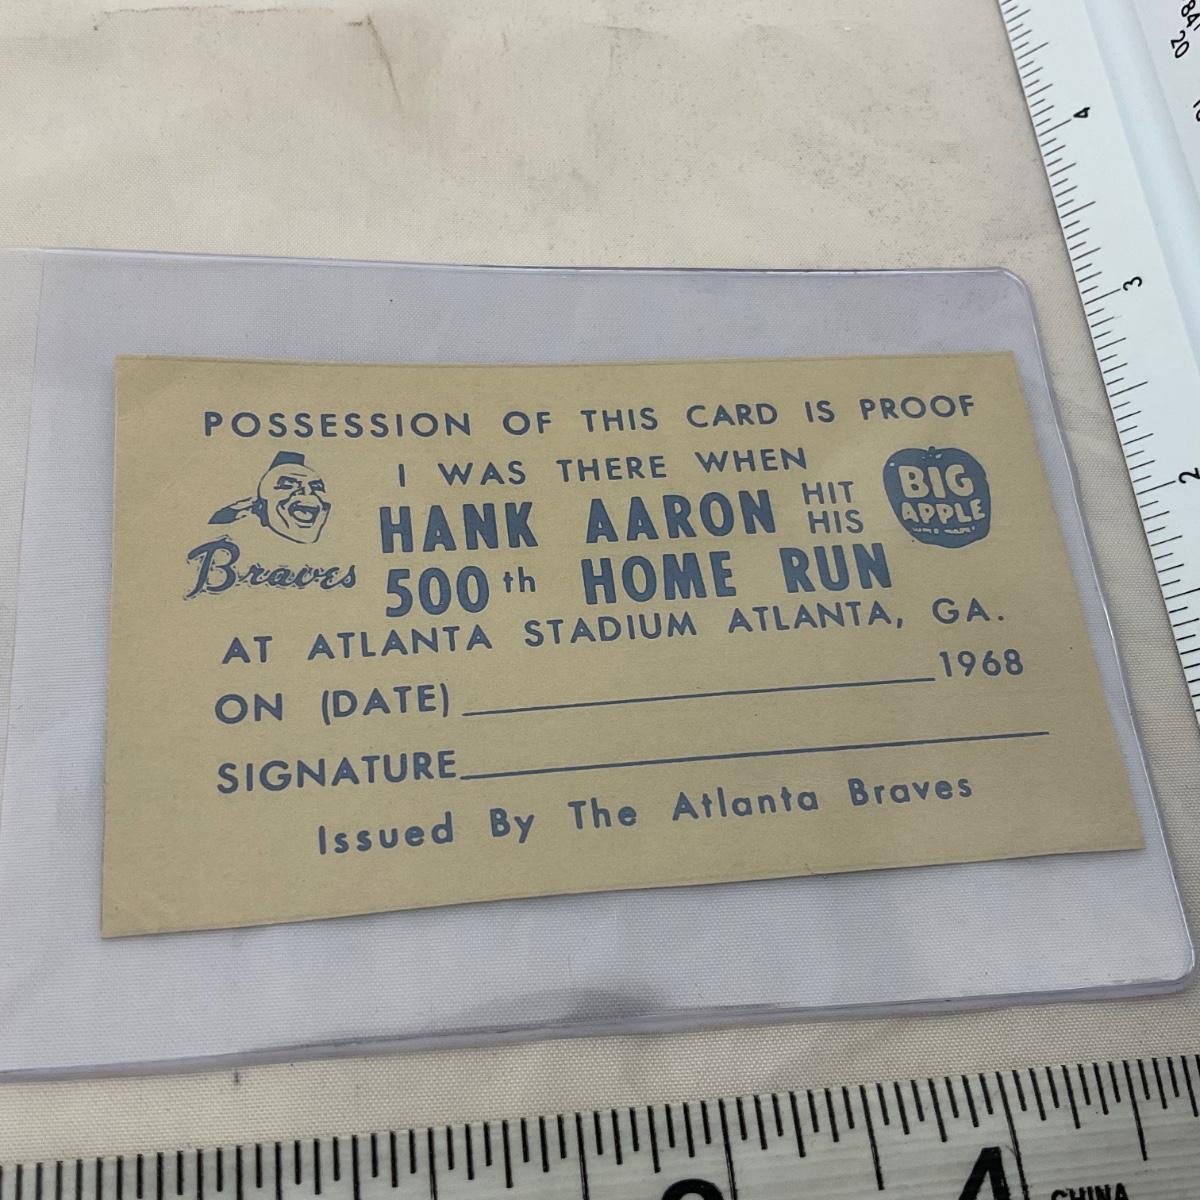 POSSESSION OF THIS CARD IS PROOF
I WAS THERE WHEN
HANK AARON HIT HIS
500th HOME RUN
Braves
BIG APPLE
AT ATLANTA STADIUM ATLANTA, GA.
ON (DATE) 1968
SIGNATURE
Issued By The Atlanta Braves
4
3
2
4
CHINA